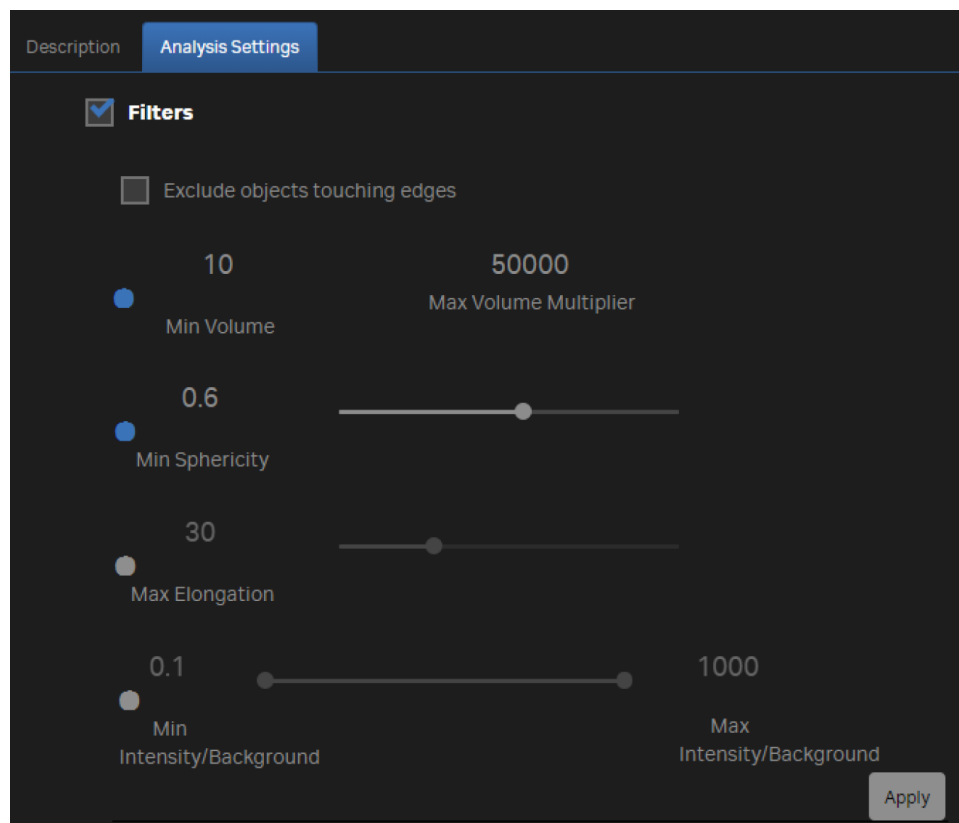 Description
Analysis Settings
Filters
Exclude objects touching edges
10
50000
Min Volume
Max Volume Multiplier
0.6
Min Sphericity
30
Max Elongation
0.1
1000
Min
Intensity/Background
Max
Intensity/Background
Apply